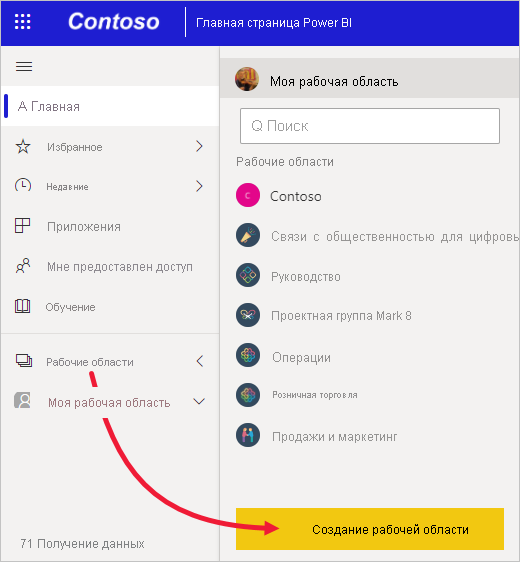 Contoso
Главная страница Power BI
А Главная
Избранное
Недавние
Приложения
Мне предоставлен доступ
Обучение
Рабочие области
Моя рабочая область
71 Получение данных
Моя рабочая область
Q Поиск
Рабочие области
C Contoso
Связи с общественностью для цифровь
Руководство
Проектная группа Mark 8
Операции
Розничная торговля
Продажи и маркетинг
Создание рабочей области